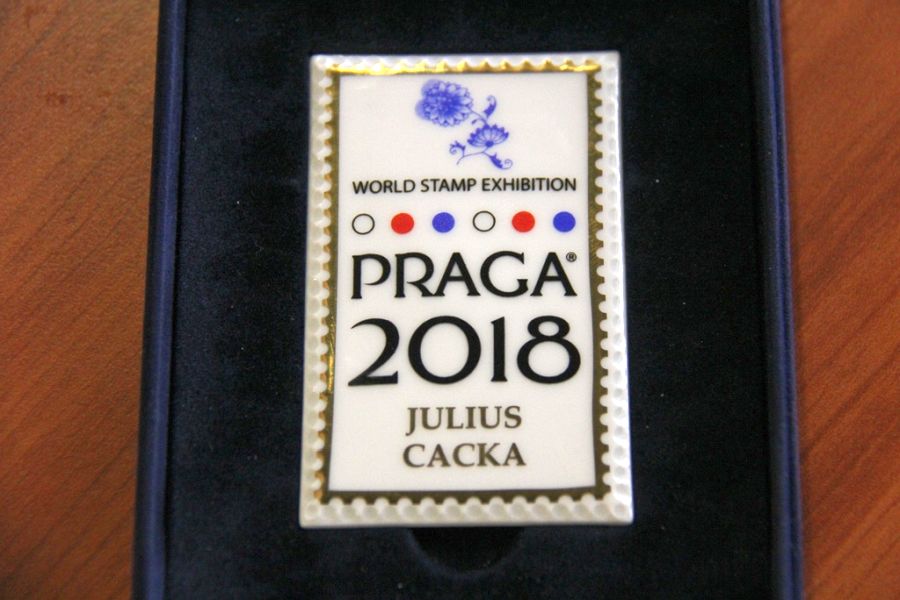 WORLD STAMP EXHIBITION
PRAGA®
2018
JULIUS
CACKA